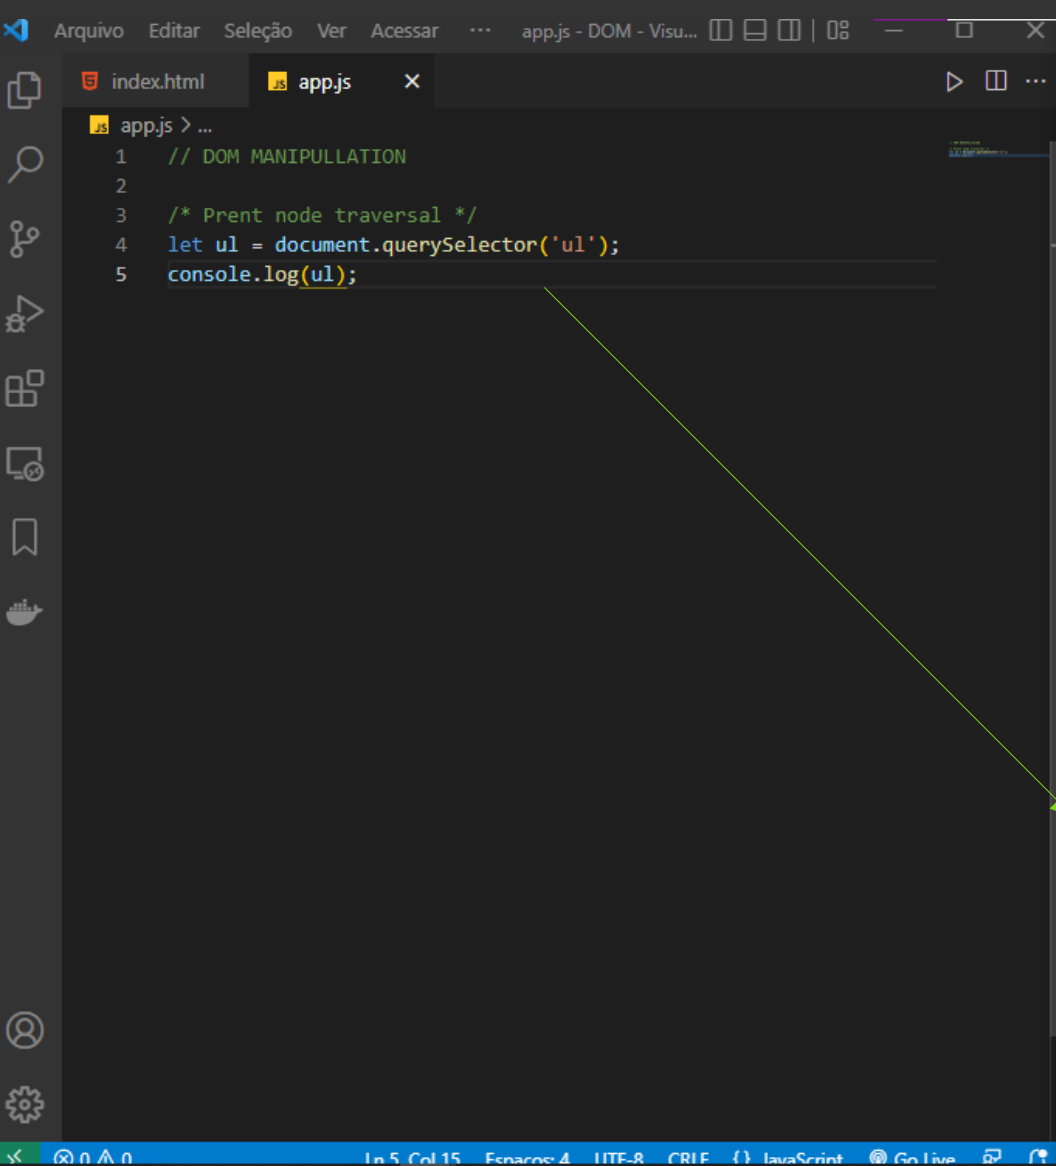 Arquivo Editar Seleção Ver Acessar ··· app.js - DOM - Visu...
index.html JS app.js
JS app.js > ...
1 // DOM MANIPULLATION
2
3 /* Prent node traversal */
4 let ul = document.querySelector('ul');
5 console.log(ul);
0 0 Ln 5, Col 15 Espaços: 4 UTF-8 CRLF {} JavaScript Go Live